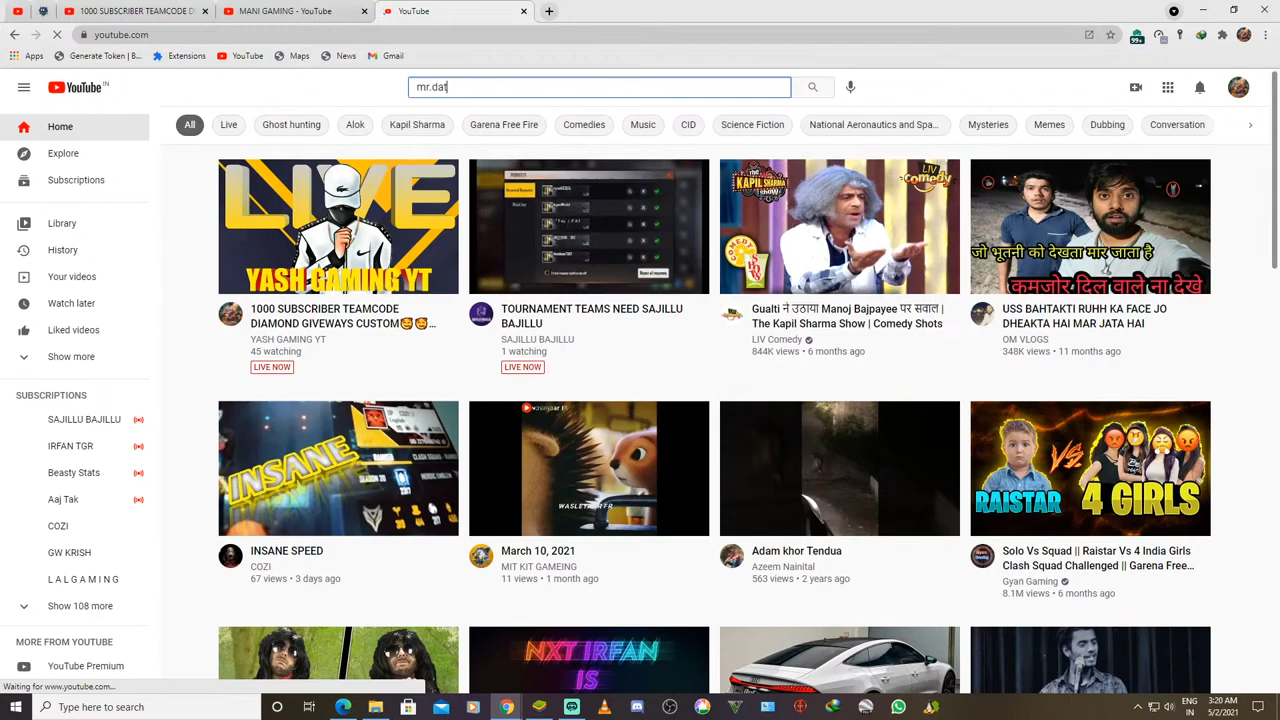 1000 SUBSCRIBER TEAMCODE D
MANI GAMING - YouTube
YouTube
youtube.com
99+
Apps
Generate Token | B...
Extensions
YouTube
Maps
News
Gmail
YouTube IN
mr.dat
Home
Explore
Subscriptions
Library
History
Your videos
Watch later
Liked videos
Show more
SUBSCRIPTIONS
SAJILLU BAJILLU
IRFAN TGR
Beasty Stats
Aaj Tak
COZI
GW KRISH
L A L G A M I N G
Show 108 more
MORE FROM YOUTUBE
YouTube Premium
All
Live
Ghost hunting
Alok
Kapil Sharma
Garena Free Fire
Comedies
Music
CID
Science Fiction
National Aeronautics and Spa...
Mysteries
Memes
Dubbing
Conversation
LIVE
YASH GAMING YT
1000 SUBSCRIBER TEAMCODE
DIAMOND GIVEWAYS CUSTOM🥰🥰...
YASH GAMING YT
45 watching
LIVE NOW
TOURNAMENT TEAMS NEED SAJILLU
BAJILLU
SAJILLU BAJILLU
1 watching
LIVE NOW
THE KAPIL SHARMA SHOW
LIV Comedy
Gualti ने उठाया Manoj Bajpayee पर सवाल |
The Kapil Sharma Show | Comedy Shots
LIV Comedy
844K views • 6 months ago
जो भूतनी को देखता मार जाता है
कमजोर दिल वाले ना देखे
USS BAHTAKTI RUHH KA FACE JO
DHEAKTA HAI MAR JATA HAI
OM VLOGS
348K views • 11 months ago
INSANE
INSANE SPEED
COZI
67 views • 3 days ago
March 10, 2021
MIT KIT GAMEING
11 views • 1 month ago
Adam khor Tendua
Azeem Nainital
563 views • 2 years ago
RAISTAR
VS
4 GIRLS
Solo Vs Squad || Raistar Vs 4 India Girls
Clash Squad Challenged || Garena Free...
Gyan Gaming
8.1M views • 6 months ago
NXT IRFAN
IS
Waiting for www.youtube.com...
Type here to search
ENG
IN
3:20 AM
5/2/2021